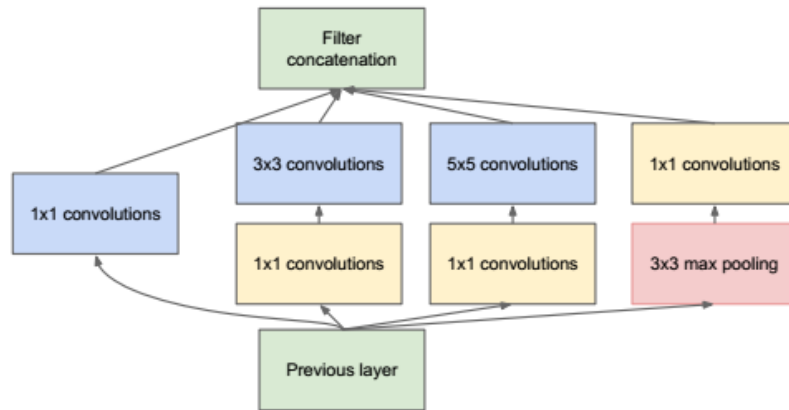 Filter
concatenation
3x3 convolutions
5x5 convolutions
1x1 convolutions
1x1 convolutions
1x1 convolutions
1x1 convolutions
3x3 max pooling
Previous layer